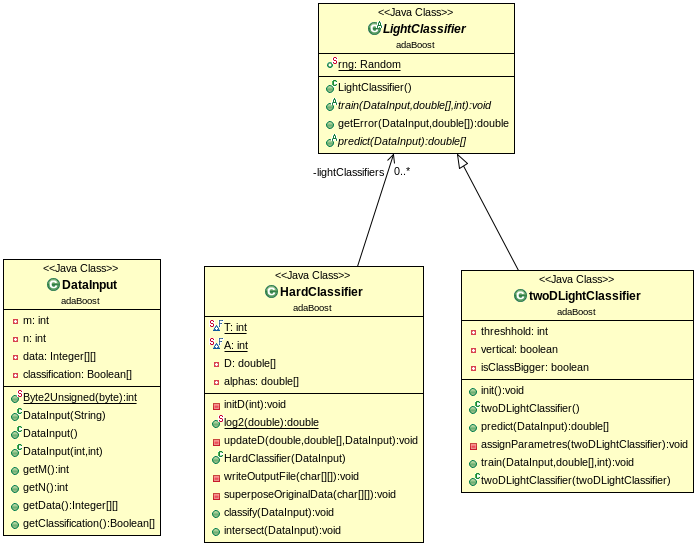 <<Java Class>>
LightClassifier
adaBoost
rng: Random
LightClassifier()
train(DataInput,double[],int):void
getError(DataInput,double[]):double
predict(DataInput):double[]
-lightClassifiers 0..*
<<Java Class>>
DataInput
adaBoost
m: int
n: int
data: Integer[][]
classification: Boolean[]
Byte2Unsigned(byte):int
DataInput(String)
DataInput()
DataInput(int,int)
getM():int
getN():int
getData():Integer[][]
getClassification():Boolean[]
<<Java Class>>
HardClassifier
adaBoost
T: int
A: int
D: double[]
alphas: double[]
initD(int):void
log2(double):double
updateD(double,double[],DataInput):void
HardClassifier(DataInput)
writeOutputFile(char[][]):void
superposeOriginalData(char[][]):void
classify(DataInput):void
intersect(DataInput):void
<<Java Class>>
twoDLightClassifier
adaBoost
threshhold: int
vertical: boolean
isClassBigger: boolean
init():void
twoDLightClassifier()
predict(DataInput):double[]
assignParametres(twoDLightClassifier):void
train(DataInput,double[],int):void
twoDLightClassifier(twoDLightClassifier)